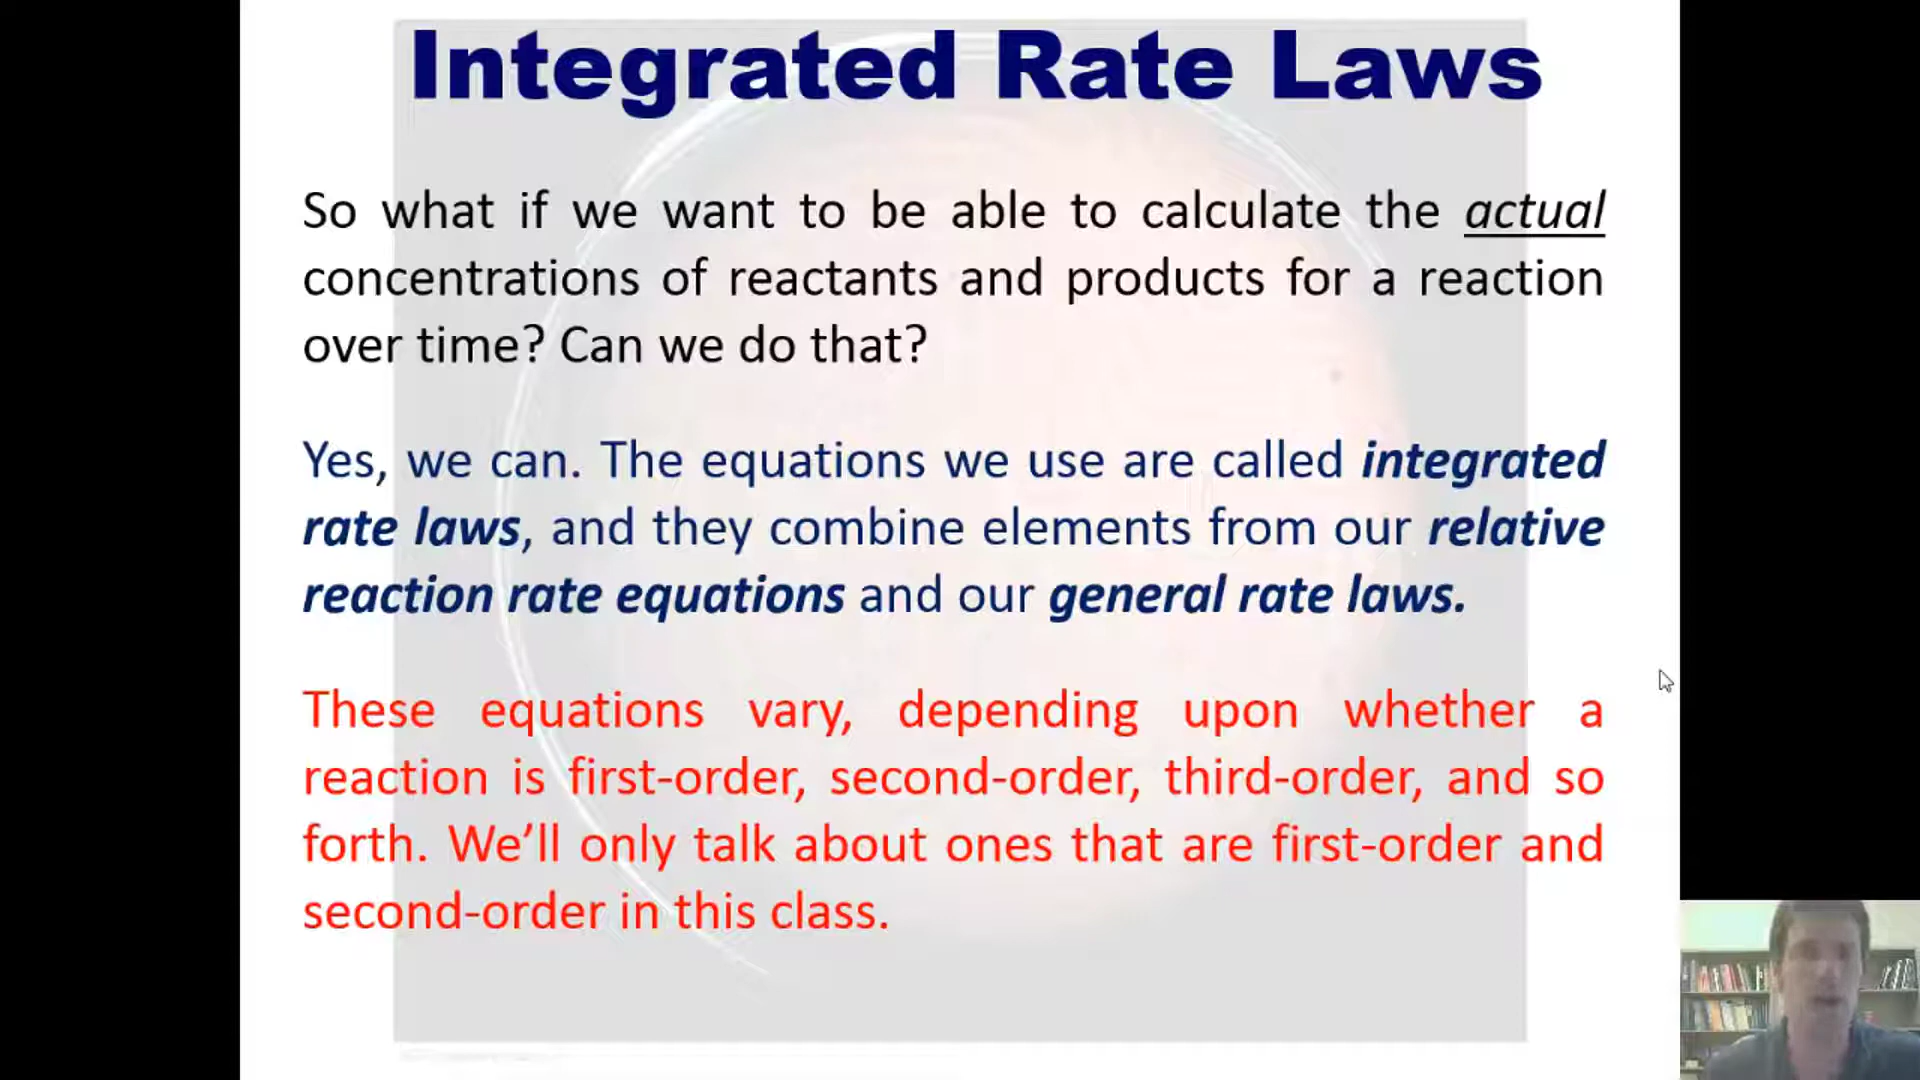 Integrated Rate Laws
So what if we want to be able to calculate the actual
concentrations of reactants and products for a reaction
over time? Can we do that?
Yes, we can. The equations we use are called integrated
rate laws, and they combine elements from our relative
reaction rate equations and our general rate laws.
These equations vary, depending upon whether a
reaction is first-order, second-order, third-order, and so
forth. We’ll only talk about ones that are first-order and
second-order in this class.